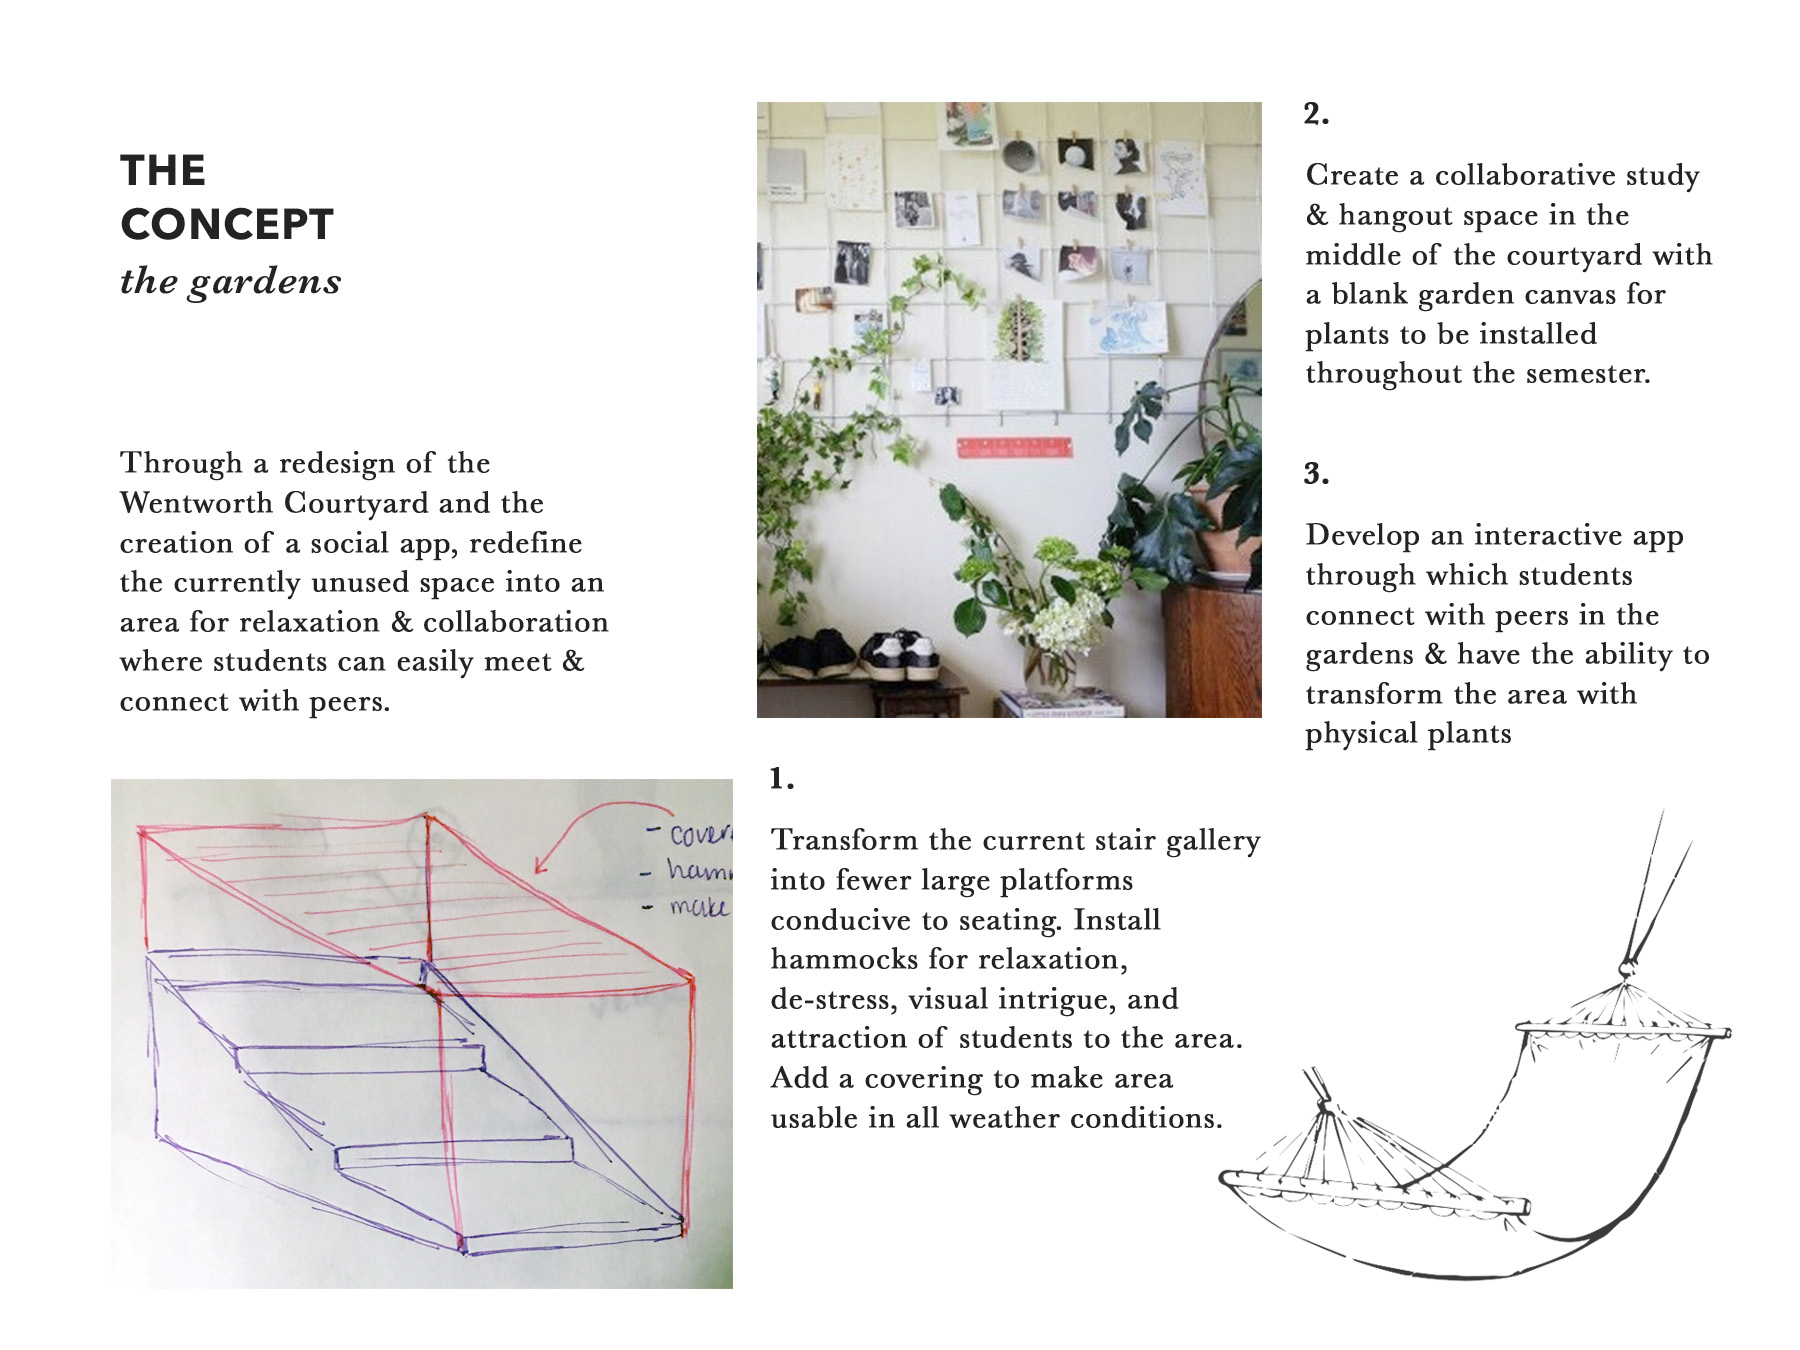 THE
CONCEPT
the gardens
Through a redesign of the
Wentworth Courtyard and the
creation of a social app, redefine
the currently unused space into an
area for relaxation & collaboration
where students can easily meet &
connect with peers.
- cover
- hamm
- make
1.
Transform the current stair gallery
into fewer large platforms
conducive to seating. Install
hammocks for relaxation,
de-stress, visual intrigue, and
attraction of students to the area.
Add a covering to make area
usable in all weather conditions.
2.
Create a collaborative study
& hangout space in the
middle of the courtyard with
a blank garden canvas for
plants to be installed
throughout the semester.
3.
Develop an interactive app
through which students
connect with peers in the
gardens & have the ability to
transform the area with
physical plants